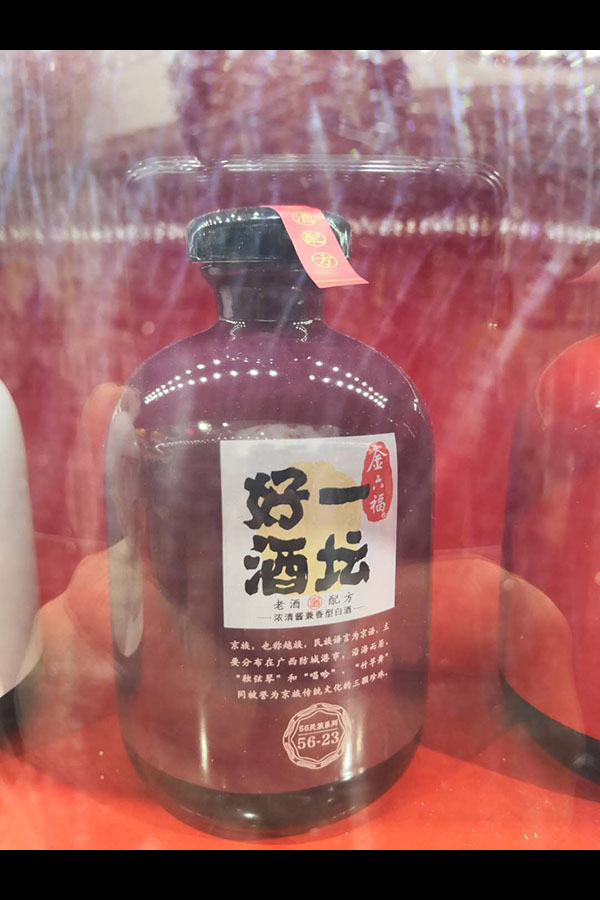 酒配方
金六福
一坛
好酒
老酒 酒 配方
浓清酱兼香型白酒
京族，也称越族，民族语言为京语、主
要分布在广西防城港市，沿海而居，
“独弦琴”和“唱哈”、“竹竿舞”
同被誉为京族传统文化的三颗珍珠。
56民族系列
56-23